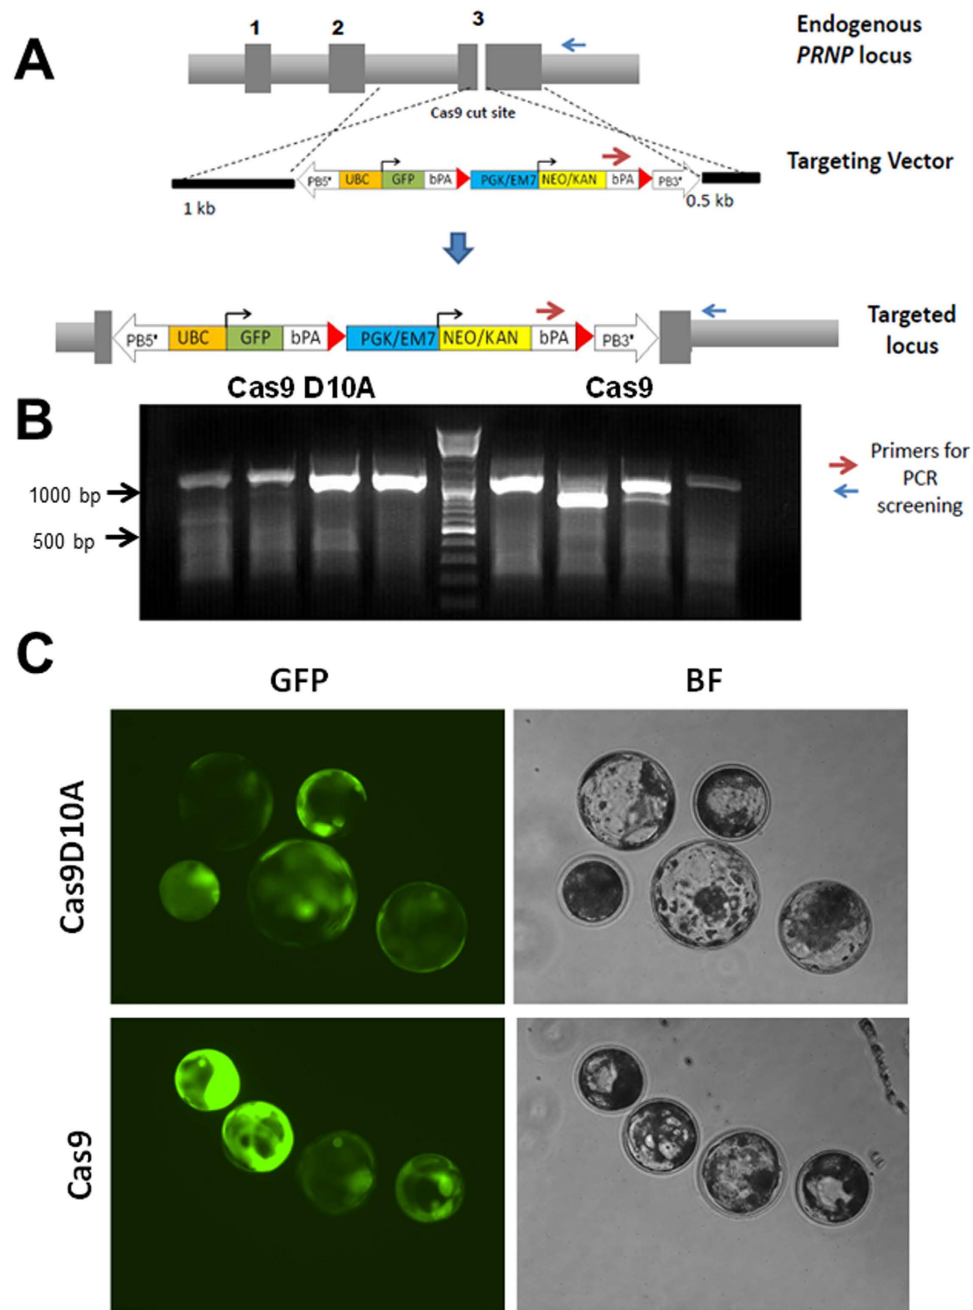 A
1 2 3
Endogenous
PRNP locus
Cas9 cut site
Targeting Vector
PB5' UBC GFP bPA PGK/EM7 NEO/KAN bPA PB3'
1 kb
0.5 kb
PB5' UBC GFP bPA PGK/EM7 NEO/KAN bPA PB3'
Targeted
locus
B
Cas9 D10A
Cas9
1000 bp
500 bp
Primers for
PCR
screening
C
GFP
BF
Cas9D10A
Cas9